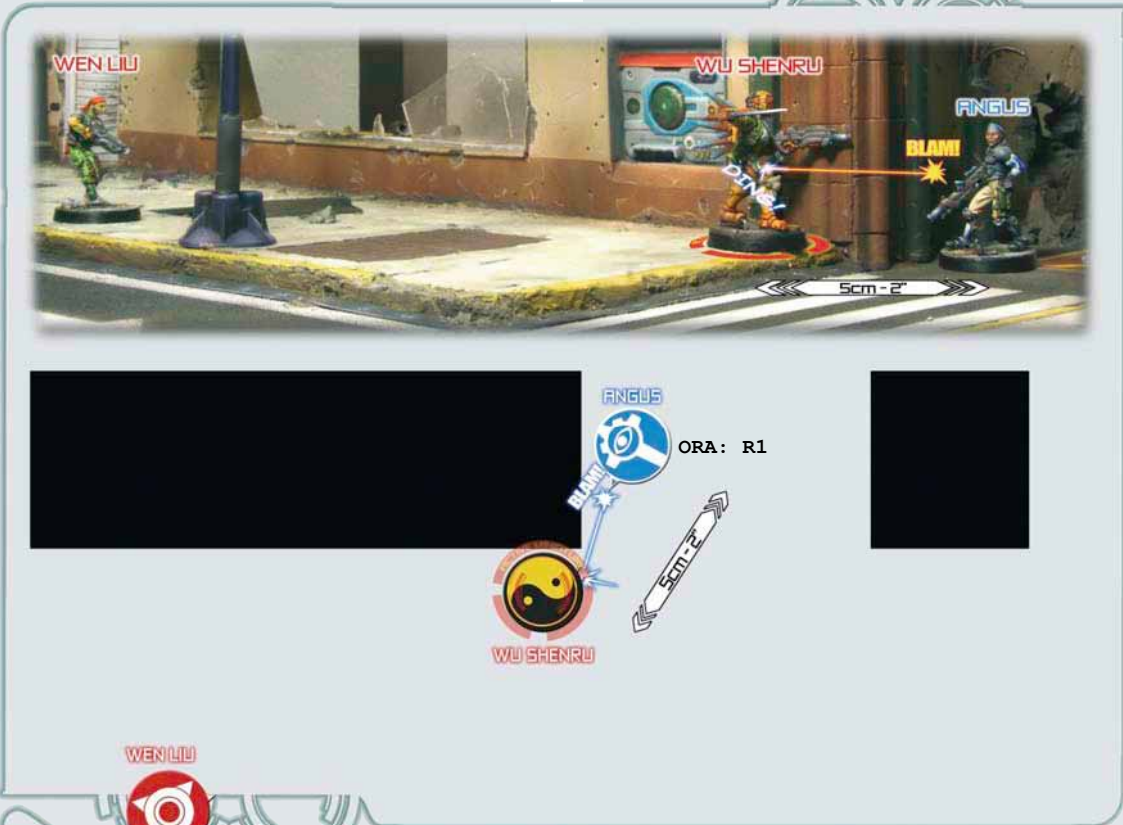 WEN LIU
WU SHENRU
ANGUS
BLAM!
DING!
5cm - 2"
ANGUS
ORA: R1
BLAM!
5cm - 2"
WU SHENRU
WEN LIU